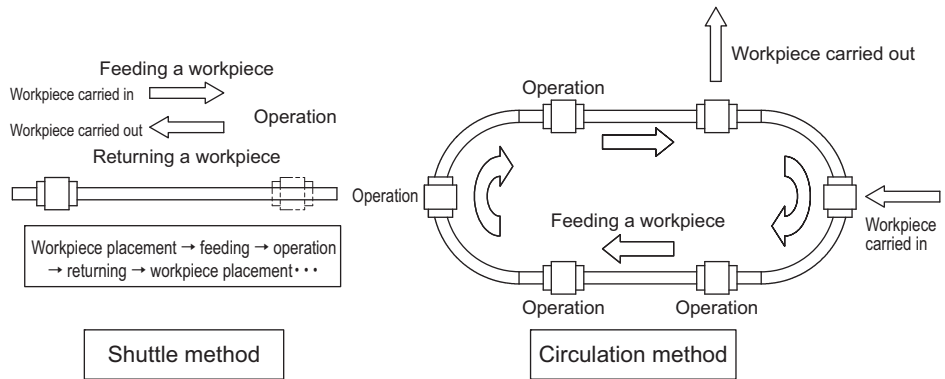 Feeding a workpiece
Workpiece carried in
Operation
Workpiece carried out
Returning a workpiece
Workpiece placement → feeding → operation
→ returning → workpiece placement･･･
Shuttle method
Workpiece carried out
Operation
Operation
Feeding a workpiece
Workpiece
carried in
Operation
Operation
Circulation method